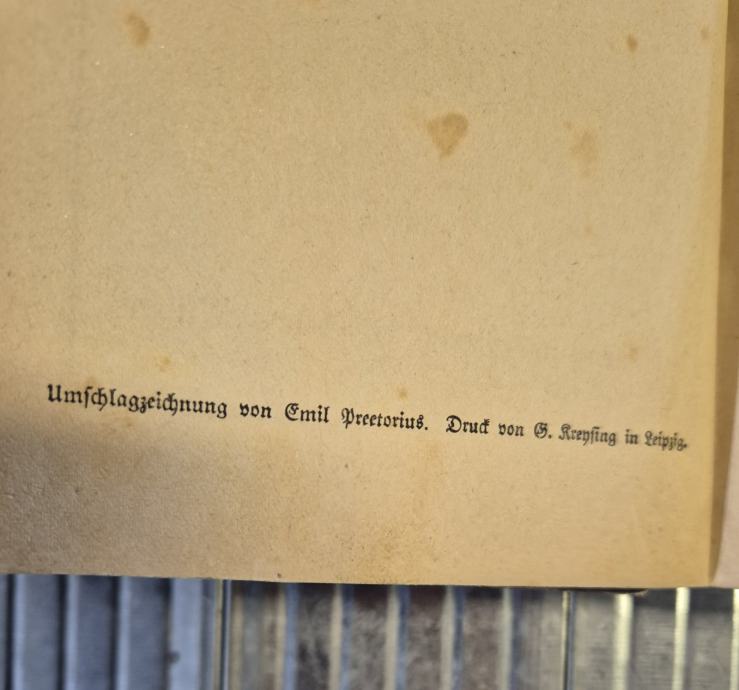 Umschlagzeichnung von Emil Preetorius. Druck von G. Kreysing in Leipzig.